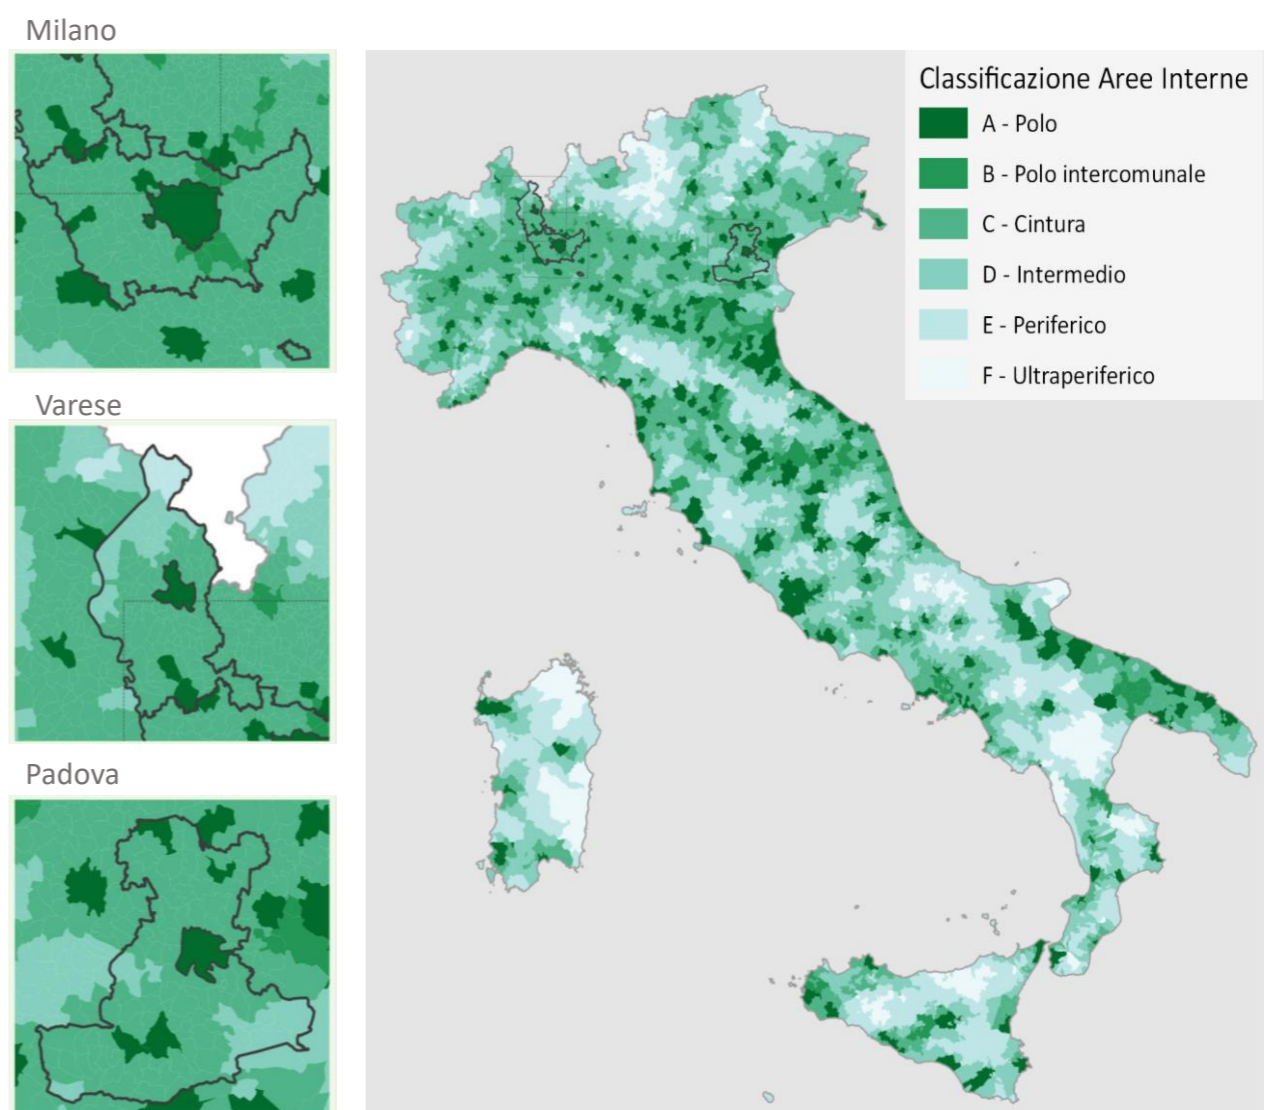 Milano
Varese
Padova
Classificazione Aree Interne
A - Polo
B - Polo intercomunale
C - Cintura
D - Intermedio
E - Periferico
F - Ultraperiferico